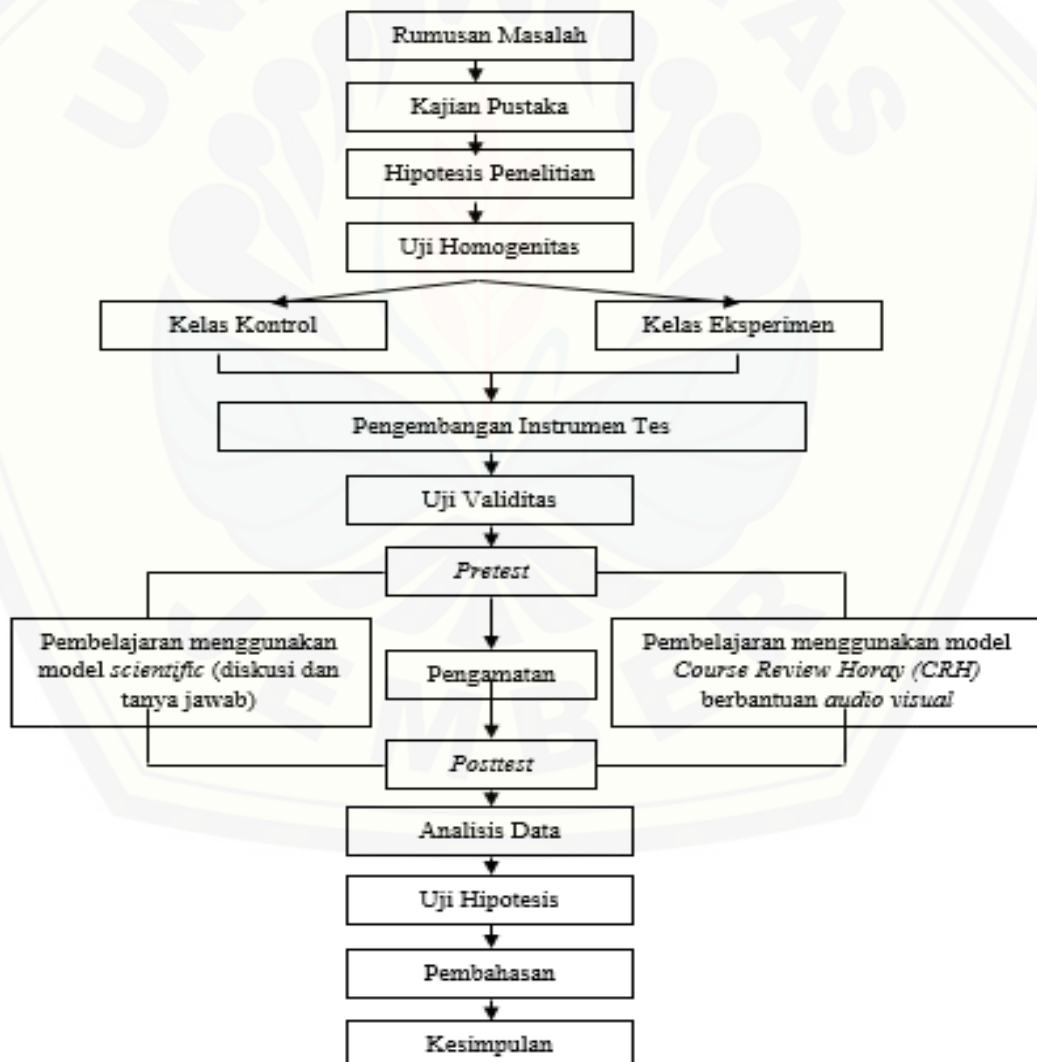 Rumusan Masalah
Kajian Pustaka
Hipotesis Penelitian
Uji Homogenitas
Kelas Kontrol
Kelas Eksperimen
Pengembangan Instrumen Tes
Uji Validitas
Pretest
Pembelajaran menggunakan
model scientific (diskusi dan
tanya jawab)
Pengamatan
Pembelajaran menggunakan model
Course Review Horay (CRH)
berbantuan audio visual
Posttest
Analisis Data
Uji Hipotesis
Pembahasan
Kesimpulan